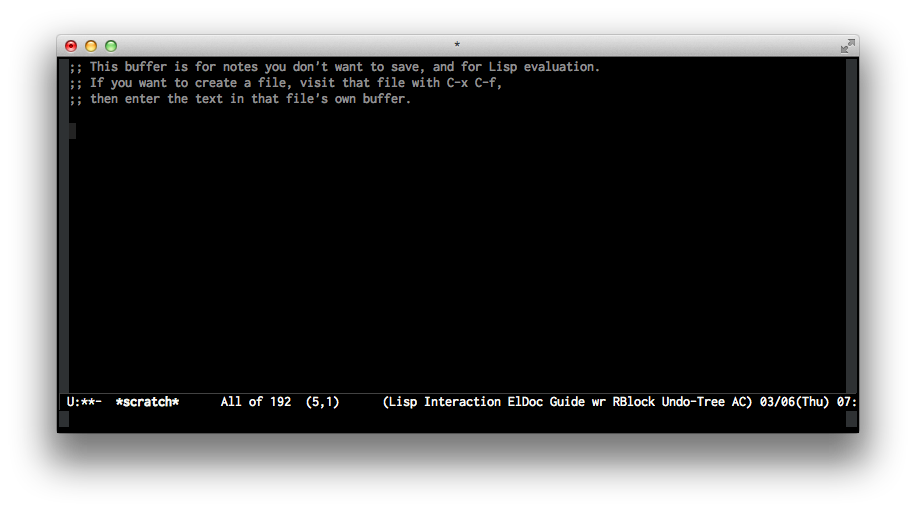 *
;; This buffer is for notes you don't want to save, and for Lisp evaluation.
;; If you want to create a file, visit that file with C-x C-f,
;; then enter the text in that file's own buffer.
U:**-  *scratch*      All of 192  (5,1)      (Lisp Interaction ElDoc Guide wr RBlock Undo-Tree AC) 03/06(Thu) 07: